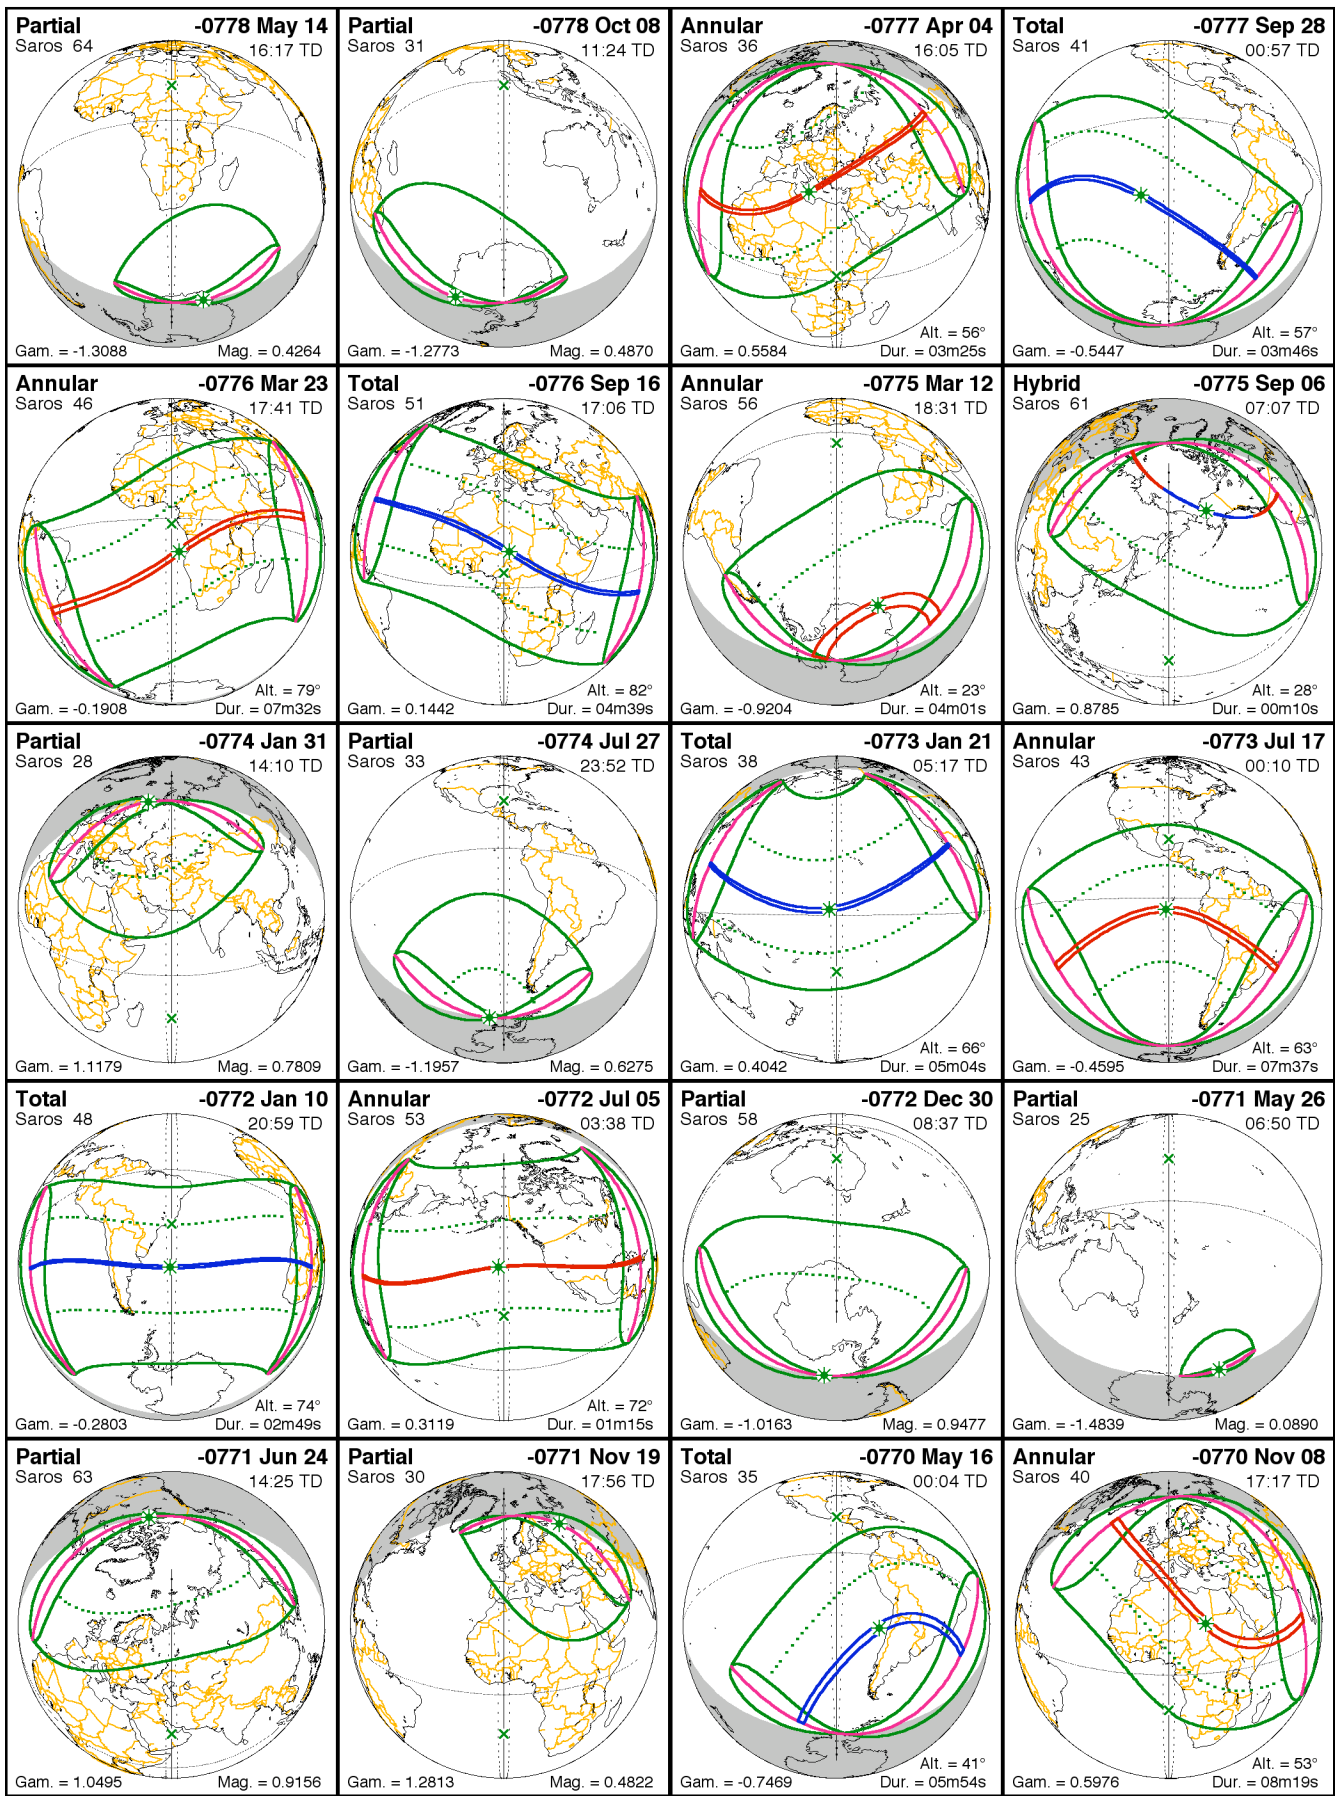 Partial -0778 May 14
Saros 64 16:17 TD
Gam. = -1.3088 Mag. = 0.4264
Partial -0778 Oct 08
Saros 31 11:24 TD
Gam. = -1.2773 Mag. = 0.4870
Annular -0777 Apr 04
Saros 36 16:05 TD
Alt. = 56°
Gam. = 0.5584 Dur. = 03m25s
Total -0777 Sep 28
Saros 41 00:57 TD
Alt. = 57°
Gam. = -0.5447 Dur. = 03m46s
Annular -0776 Mar 23
Saros 46 17:41 TD
Alt. = 79°
Gam. = -0.1908 Dur. = 07m32s
Total -0776 Sep 16
Saros 51 17:06 TD
Alt. = 82°
Gam. = 0.1442 Dur. = 04m39s
Annular -0775 Mar 12
Saros 56 18:31 TD
Alt. = 23°
Gam. = -0.9204 Dur. = 04m01s
Hybrid -0775 Sep 06
Saros 61 07:07 TD
Alt. = 28°
Gam. = 0.8785 Dur. = 00m10s
Partial -0774 Jan 31
Saros 28 14:10 TD
Gam. = 1.1179 Mag. = 0.7809
Partial -0774 Jul 27
Saros 33 23:52 TD
Gam. = -1.1957 Mag. = 0.6275
Total -0773 Jan 21
Saros 38 05:17 TD
Alt. = 66°
Gam. = 0.4042 Dur. = 05m04s
Annular -0773 Jul 17
Saros 43 00:10 TD
Alt. = 63°
Gam. = -0.4595 Dur. = 07m37s
Total -0772 Jan 10
Saros 48 20:59 TD
Alt. = 74°
Gam. = -0.2803 Dur. = 02m49s
Annular -0772 Jul 05
Saros 53 03:38 TD
Alt. = 72°
Gam. = 0.3119 Dur. = 01m15s
Partial -0772 Dec 30
Saros 58 08:37 TD
Gam. = -1.0163 Mag. = 0.9477
Partial -0771 May 26
Saros 25 06:50 TD
Gam. = -1.4839 Mag. = 0.0890
Partial -0771 Jun 24
Saros 63 14:25 TD
Gam. = 1.0495 Mag. = 0.9156
Partial -0771 Nov 19
Saros 30 17:56 TD
Gam. = 1.2813 Mag. = 0.4822
Total -0770 May 16
Saros 35 00:04 TD
Alt. = 41°
Gam. = -0.7469 Dur. = 05m54s
Annular -0770 Nov 08
Saros 40 17:17 TD
Alt. = 53°
Gam. = 0.5976 Dur. = 08m19s